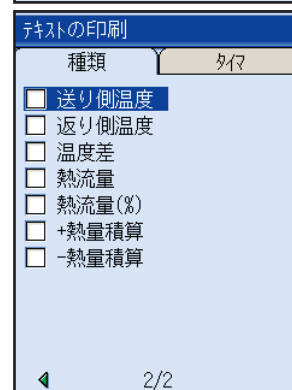 テキストの印刷
種類 タイマ
送り側温度
返り側温度
温度差
熱流量
熱流量(%)
+熱量積算
-熱量積算
2/2